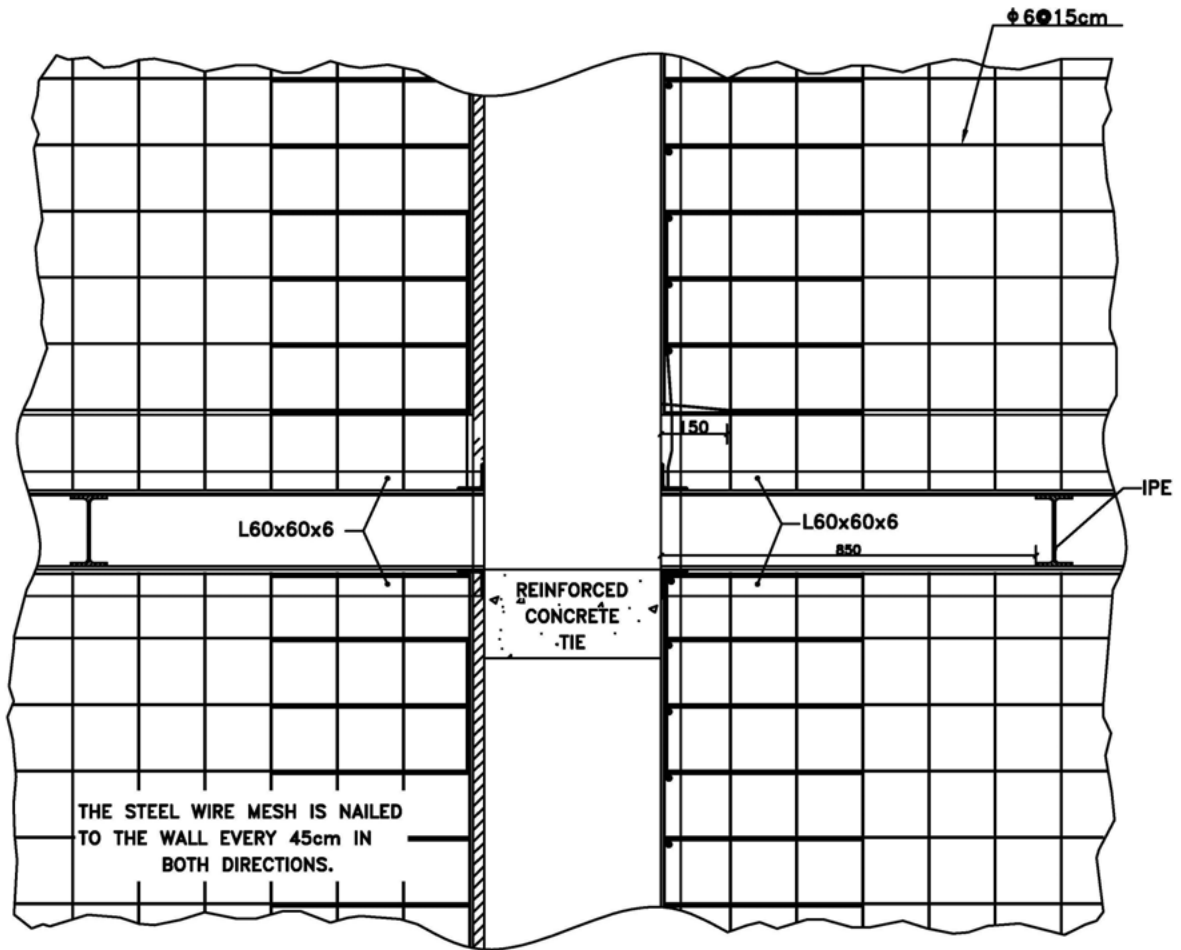 ϕ6@15cm
150
IPE
L60x60x6
L60x60x6
850
REINFORCED
CONCRETE
TIE
THE STEEL WIRE MESH IS NAILED
TO THE WALL EVERY 45cm IN
BOTH DIRECTIONS.